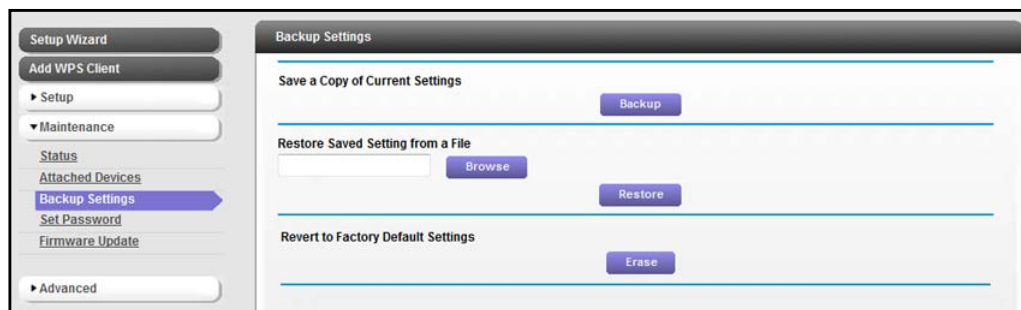 Setup Wizard
Add WPS Client
Setup
Maintenance
Status
Attached Devices
Backup Settings
Set Password
Firmware Update
Advanced
Backup Settings
Save a Copy of Current Settings
Backup
Restore Saved Setting from a File
Browse
Restore
Revert to Factory Default Settings
Erase